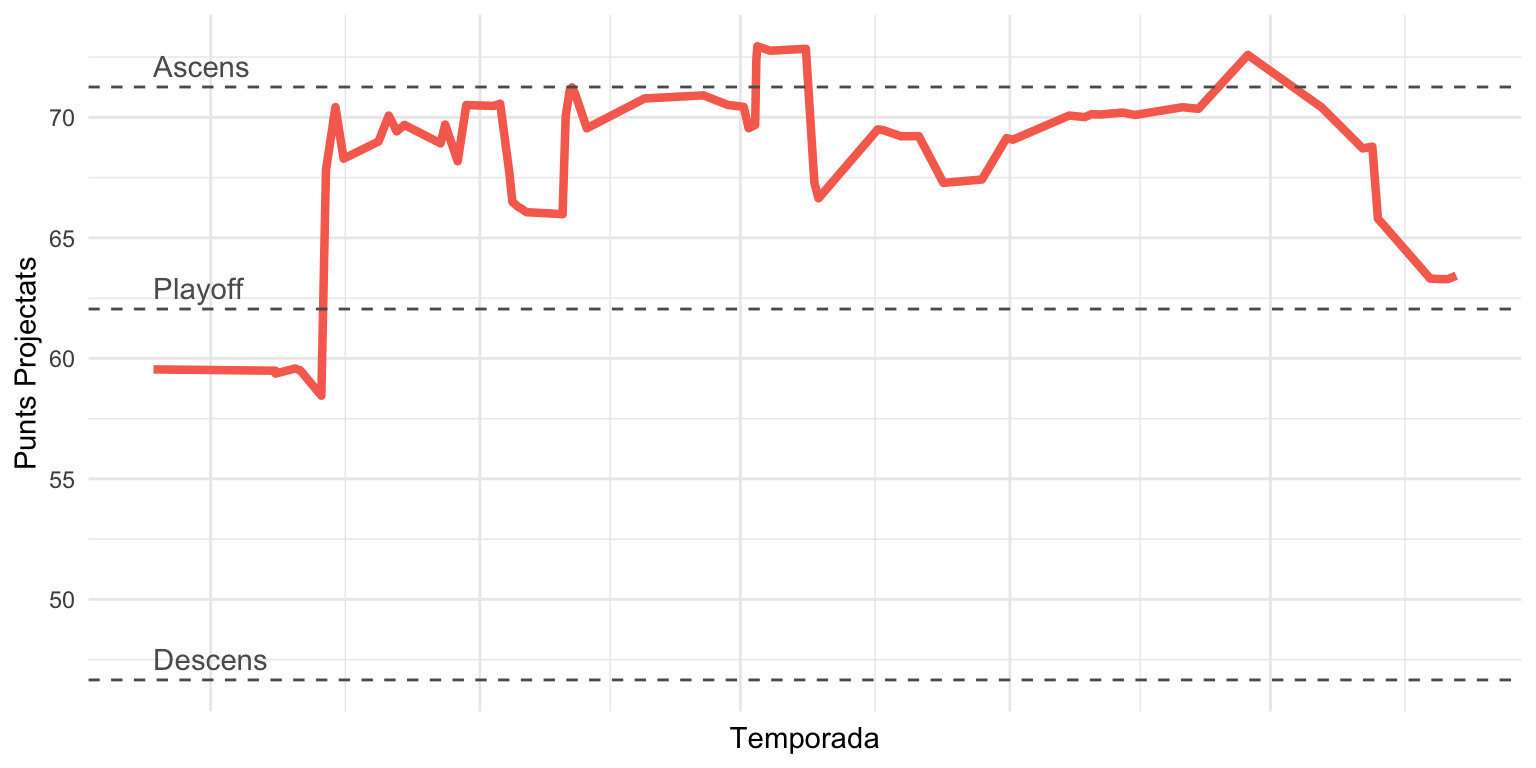 Ascens
70
65
Playoff
60
55
50
Descens
Punts Projectats
Temporada